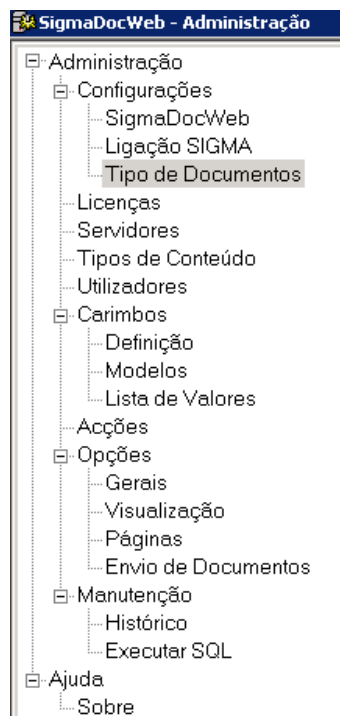 SigmaDocWeb - Administração
Administração
Configurações
SigmaDocWeb
Ligação SIGMA
Tipo de Documentos
Licenças
Servidores
Tipos de Conteúdo
Utilizadores
Carimbos
Definição
Modelos
Lista de Valores
Acções
Opções
Gerais
Visualização
Páginas
Envio de Documentos
Manutenção
Histórico
Executar SQL
Ajuda
Sobre